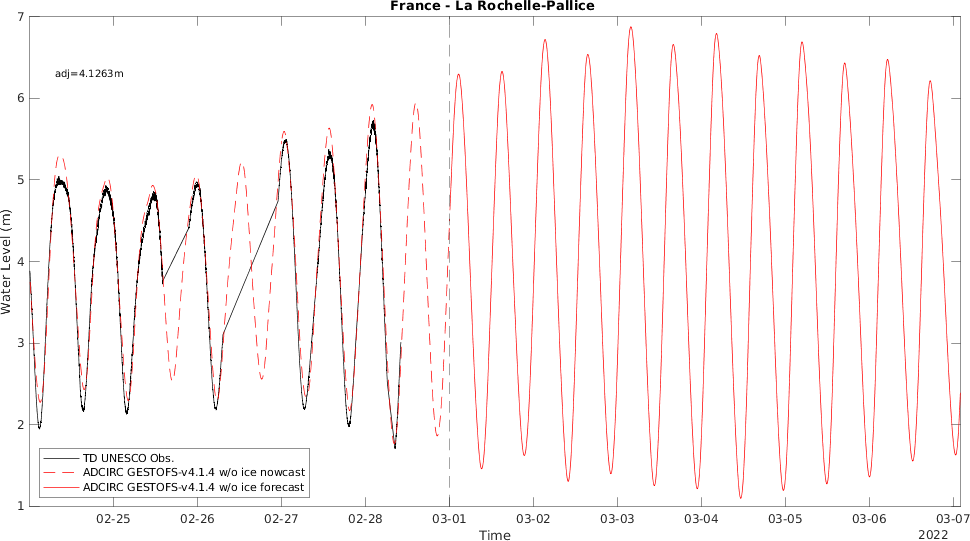 France - La Rochelle-Pallice
7
6
5
4
3
2
1
Water Level (m)
adj=4.1263m
TD UNESCO Obs.
ADCIRC GESTOFS-v4.1.4 w/o ice nowcast
ADCIRC GESTOFS-v4.1.4 w/o ice forecast
02-25 02-26 02-27 02-28 03-01 03-02 03-03 03-04 03-05 03-06 03-07
Time
2022